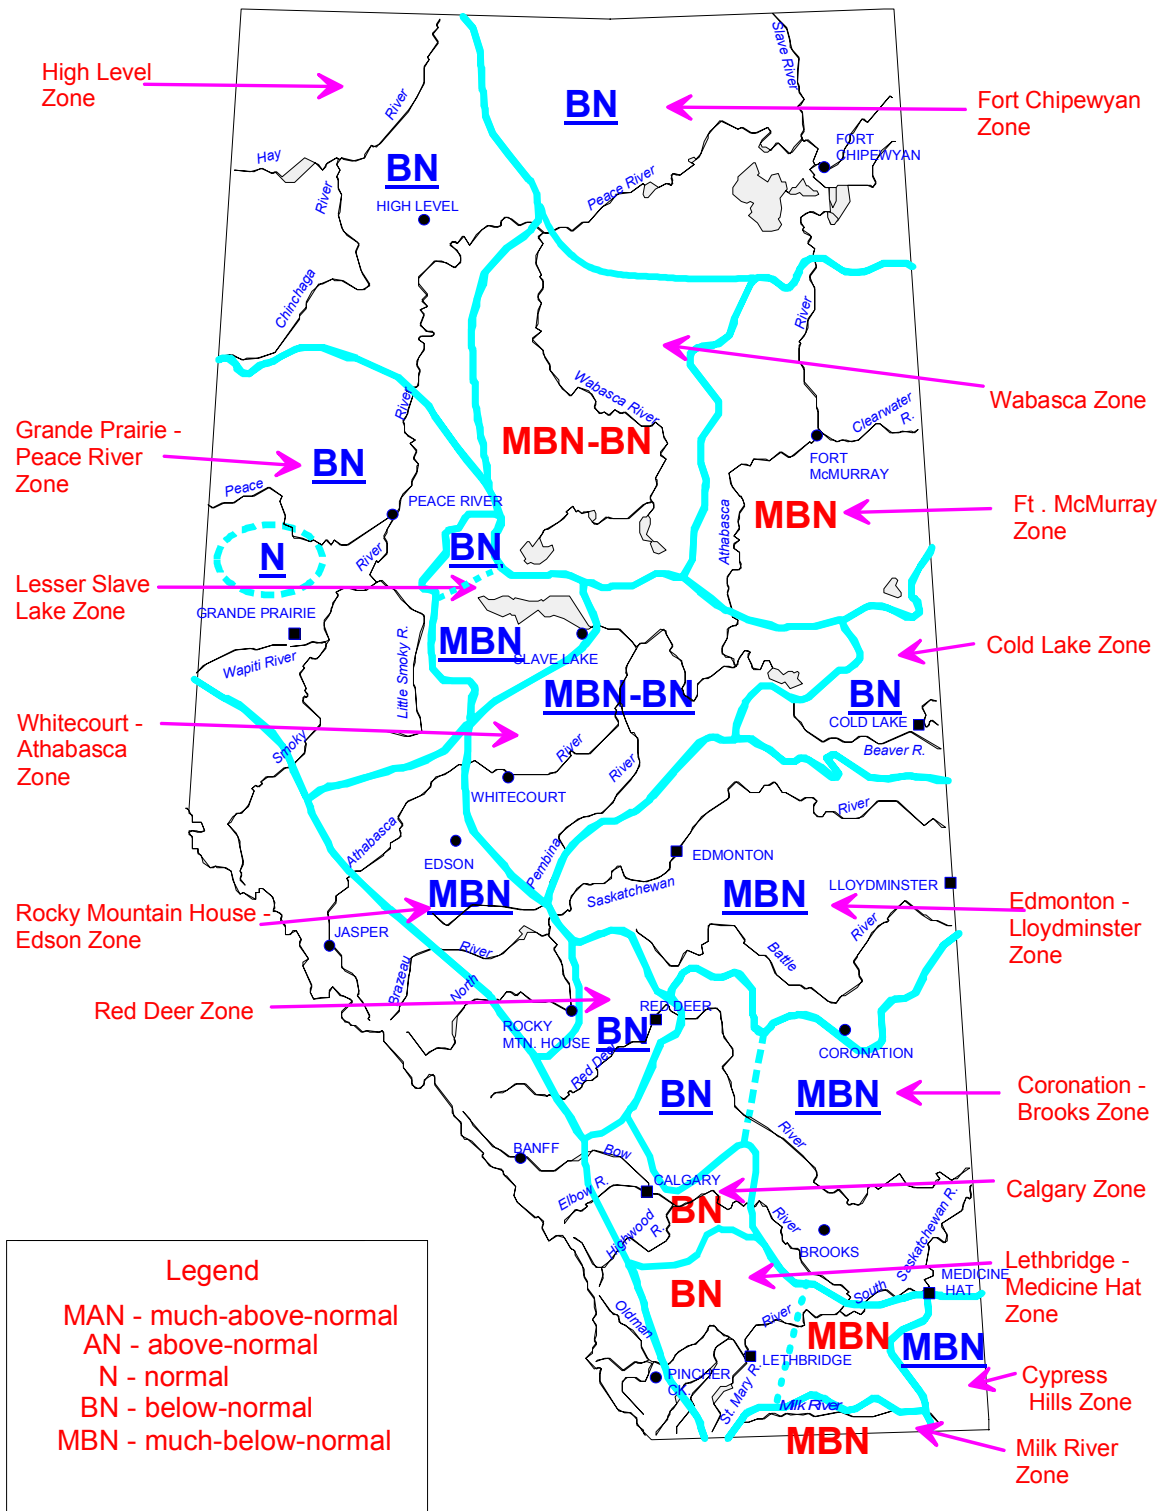 High Level
Zone
Slave River
BN
Fort Chipewyan
Zone
River
FORT
CHIPEWYAN
Hay
BN
Peace River
HIGH LEVEL
River
Chinchaga
River
Wabasca River
River
Wabasca Zone
Clearwater
R.
Grande Prairie -
Peace River
Zone
MBN-BN
BN
FORT
McMURRAY
Peace
PEACE RIVER
MBN
Ft . McMurray
Zone
Athabasca
N
River
BN
Lesser Slave
Lake Zone
GRANDE PRAIRIE
Little Smoky R.
MBN
SLAVE LAKE
Cold Lake Zone
Wapiti River
MBN-BN
BN
Whitecourt -
Athabasca
Zone
COLD LAKE
Smoky
River
River
Beaver R.
WHITECOURT
River
Athabasca
EDSON
Pembina
EDMONTON
Saskatchewan
MBN
MBN
LLOYDMINSTER
Rocky Mountain House -
Edson Zone
Edmonton -
Lloydminster
Zone
JASPER
River
River
Battle
Brazeau
North
Red Deer Zone
RED DEER
ROCKY
MTN. HOUSE
BN
CORONATION
Red Deer
BN
MBN
Coronation -
Brooks Zone
River
BANFF
Bow
CALGARY
Elbow R.
Calgary Zone
BN
Highwood
R.
River
BROOKS
Saskatchewan R.
Lethbridge -
Medicine Hat
Zone
MEDICINE
HAT
BN
South
Oldman
River
MBN
MBN
LETHBRIDGE
PINCHER
CK.
St. Mary R.
Milk River
Cypress
Hills Zone
MBN
Milk River
Zone
Legend
MAN - much-above-normal
AN - above-normal
N - normal
BN - below-normal
MBN - much-below-normal